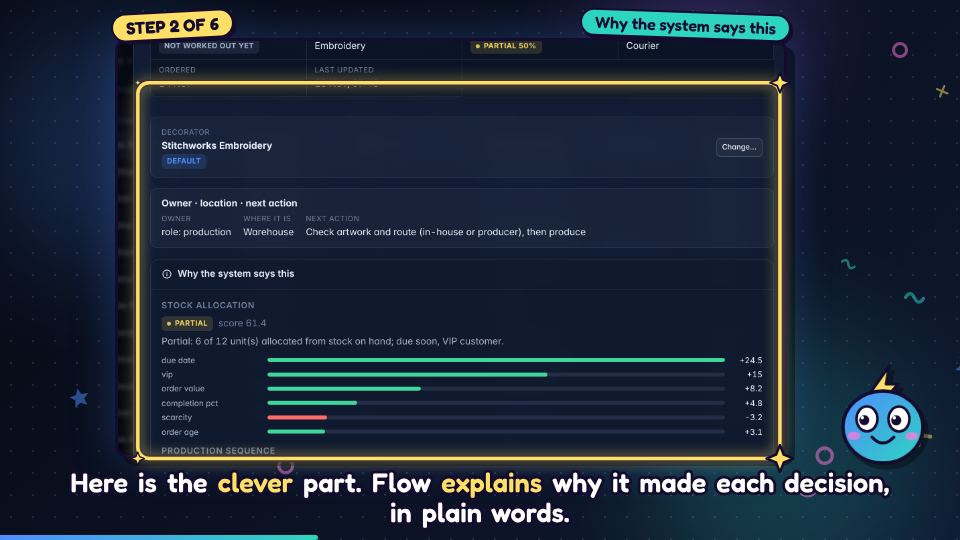 STEP 2 OF 6
Why the system says this
NOT WORKED OUT YET
Embroidery
PARTIAL 50%
Courier
ORDERED
LAST UPDATED
DECORATOR
Stitchworks Embroidery
DEFAULT
Change...
Owner · location · next action
OWNER WHERE IT IS NEXT ACTION
role: production Warehouse Check artwork and route (in-house or producer), then produce
Why the system says this
STOCK ALLOCATION
PARTIAL score 61.4
Partial: 6 of 12 unit(s) allocated from stock on hand; due soon, VIP customer.
due date +24.5
vip +15
order value +8.2
completion pct +4.8
scarcity -3.2
order age +3.1
PRODUCTION SEQUENCE
Here is the clever part. Flow explains why it made each decision,
in plain words.